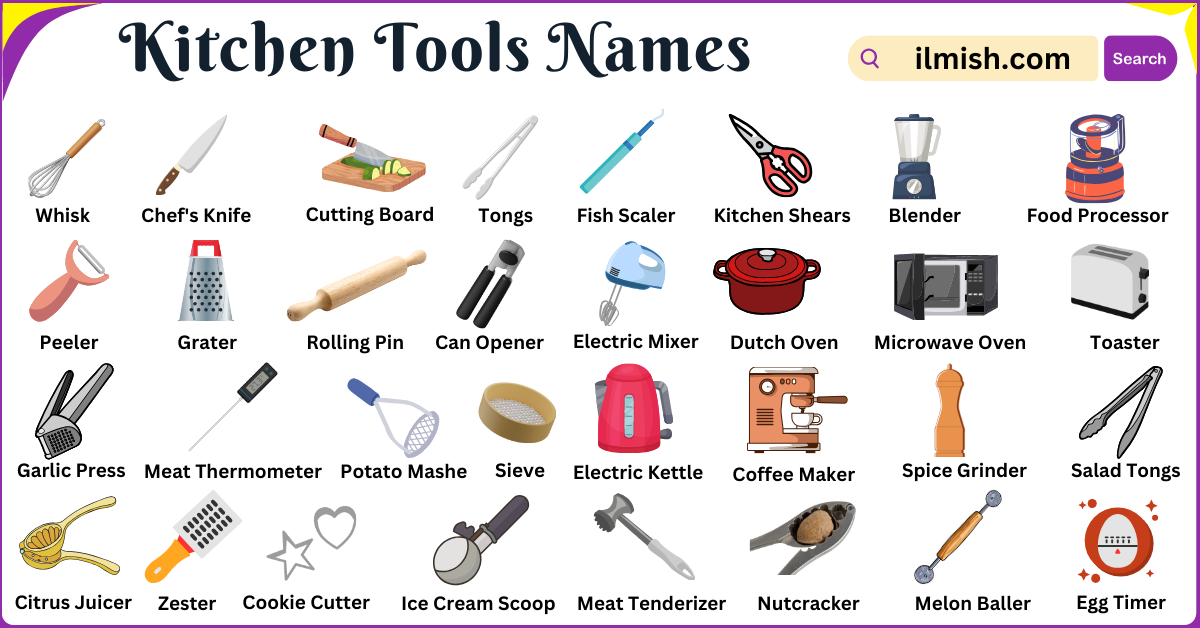 Kitchen Tools Names
ilmish.com
Search
Whisk
Chef's Knife
Cutting Board
Tongs
Fish Scaler
Kitchen Shears
Blender
Food Processor
Peeler
Grater
Rolling Pin
Can Opener
Electric Mixer
Dutch Oven
Microwave Oven
Toaster
Garlic Press
Meat Thermometer
Potato Mashe
Sieve
Electric Kettle
Coffee Maker
Spice Grinder
Salad Tongs
Citrus Juicer
Zester
Cookie Cutter
Ice Cream Scoop
Meat Tenderizer
Nutcracker
Melon Baller
Egg Timer